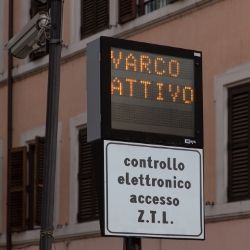 VARCO
ATTIVO
controllo
elettronico
accesso
Z.T.L.